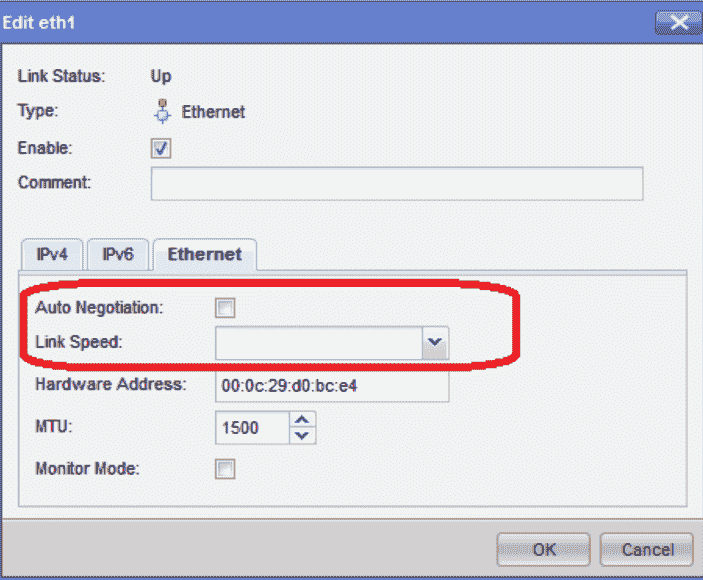 Edit eth1
Link Status: Up
Type: Ethernet
Enable:
Comment:
IPv4 IPv6 Ethernet
Auto Negotiation:
Link Speed:
Hardware Address: 00:0c:29:d0:bc:e4
MTU: 1500
Monitor Mode:
OK Cancel